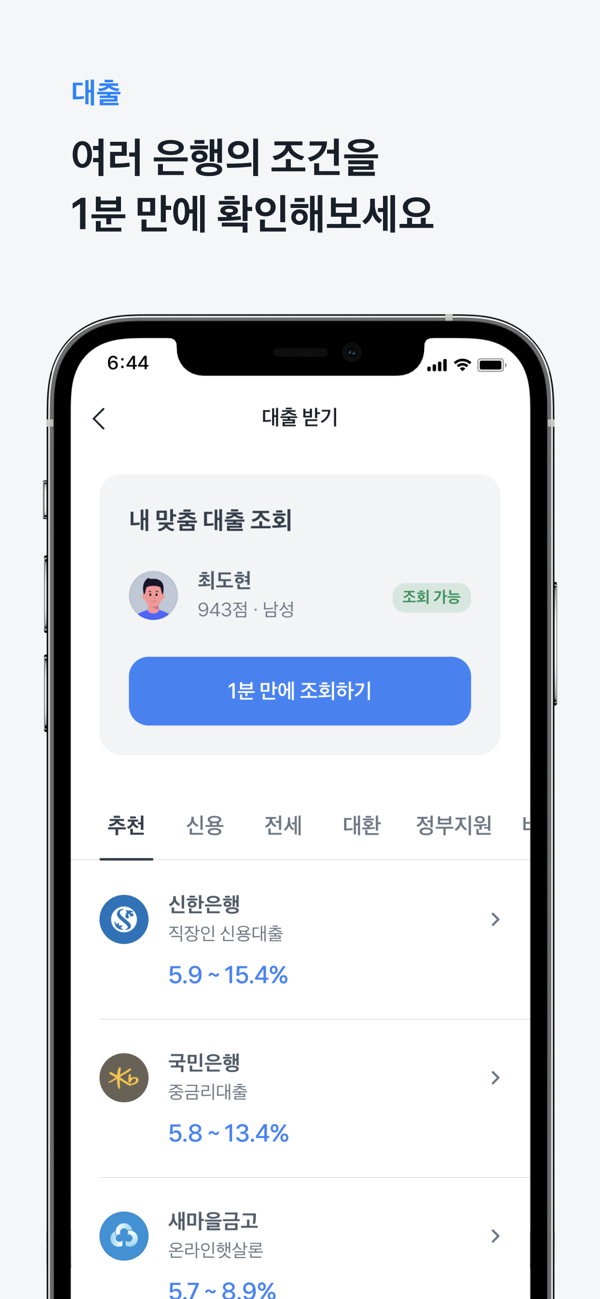 대출
여러 은행의 조건을
1분 만에 확인해보세요
6:44
대출 받기
내 맞춤 대출 조회
최도현
943점 · 남성
조회 가능
1분 만에 조회하기
추천 신용 전세 대환 정부지원
신한은행
직장인 신용대출
5.9 ~ 15.4%
국민은행
중금리대출
5.8 ~ 13.4%
새마을금고
온라인햇살론
5.7 ~ 8.9%